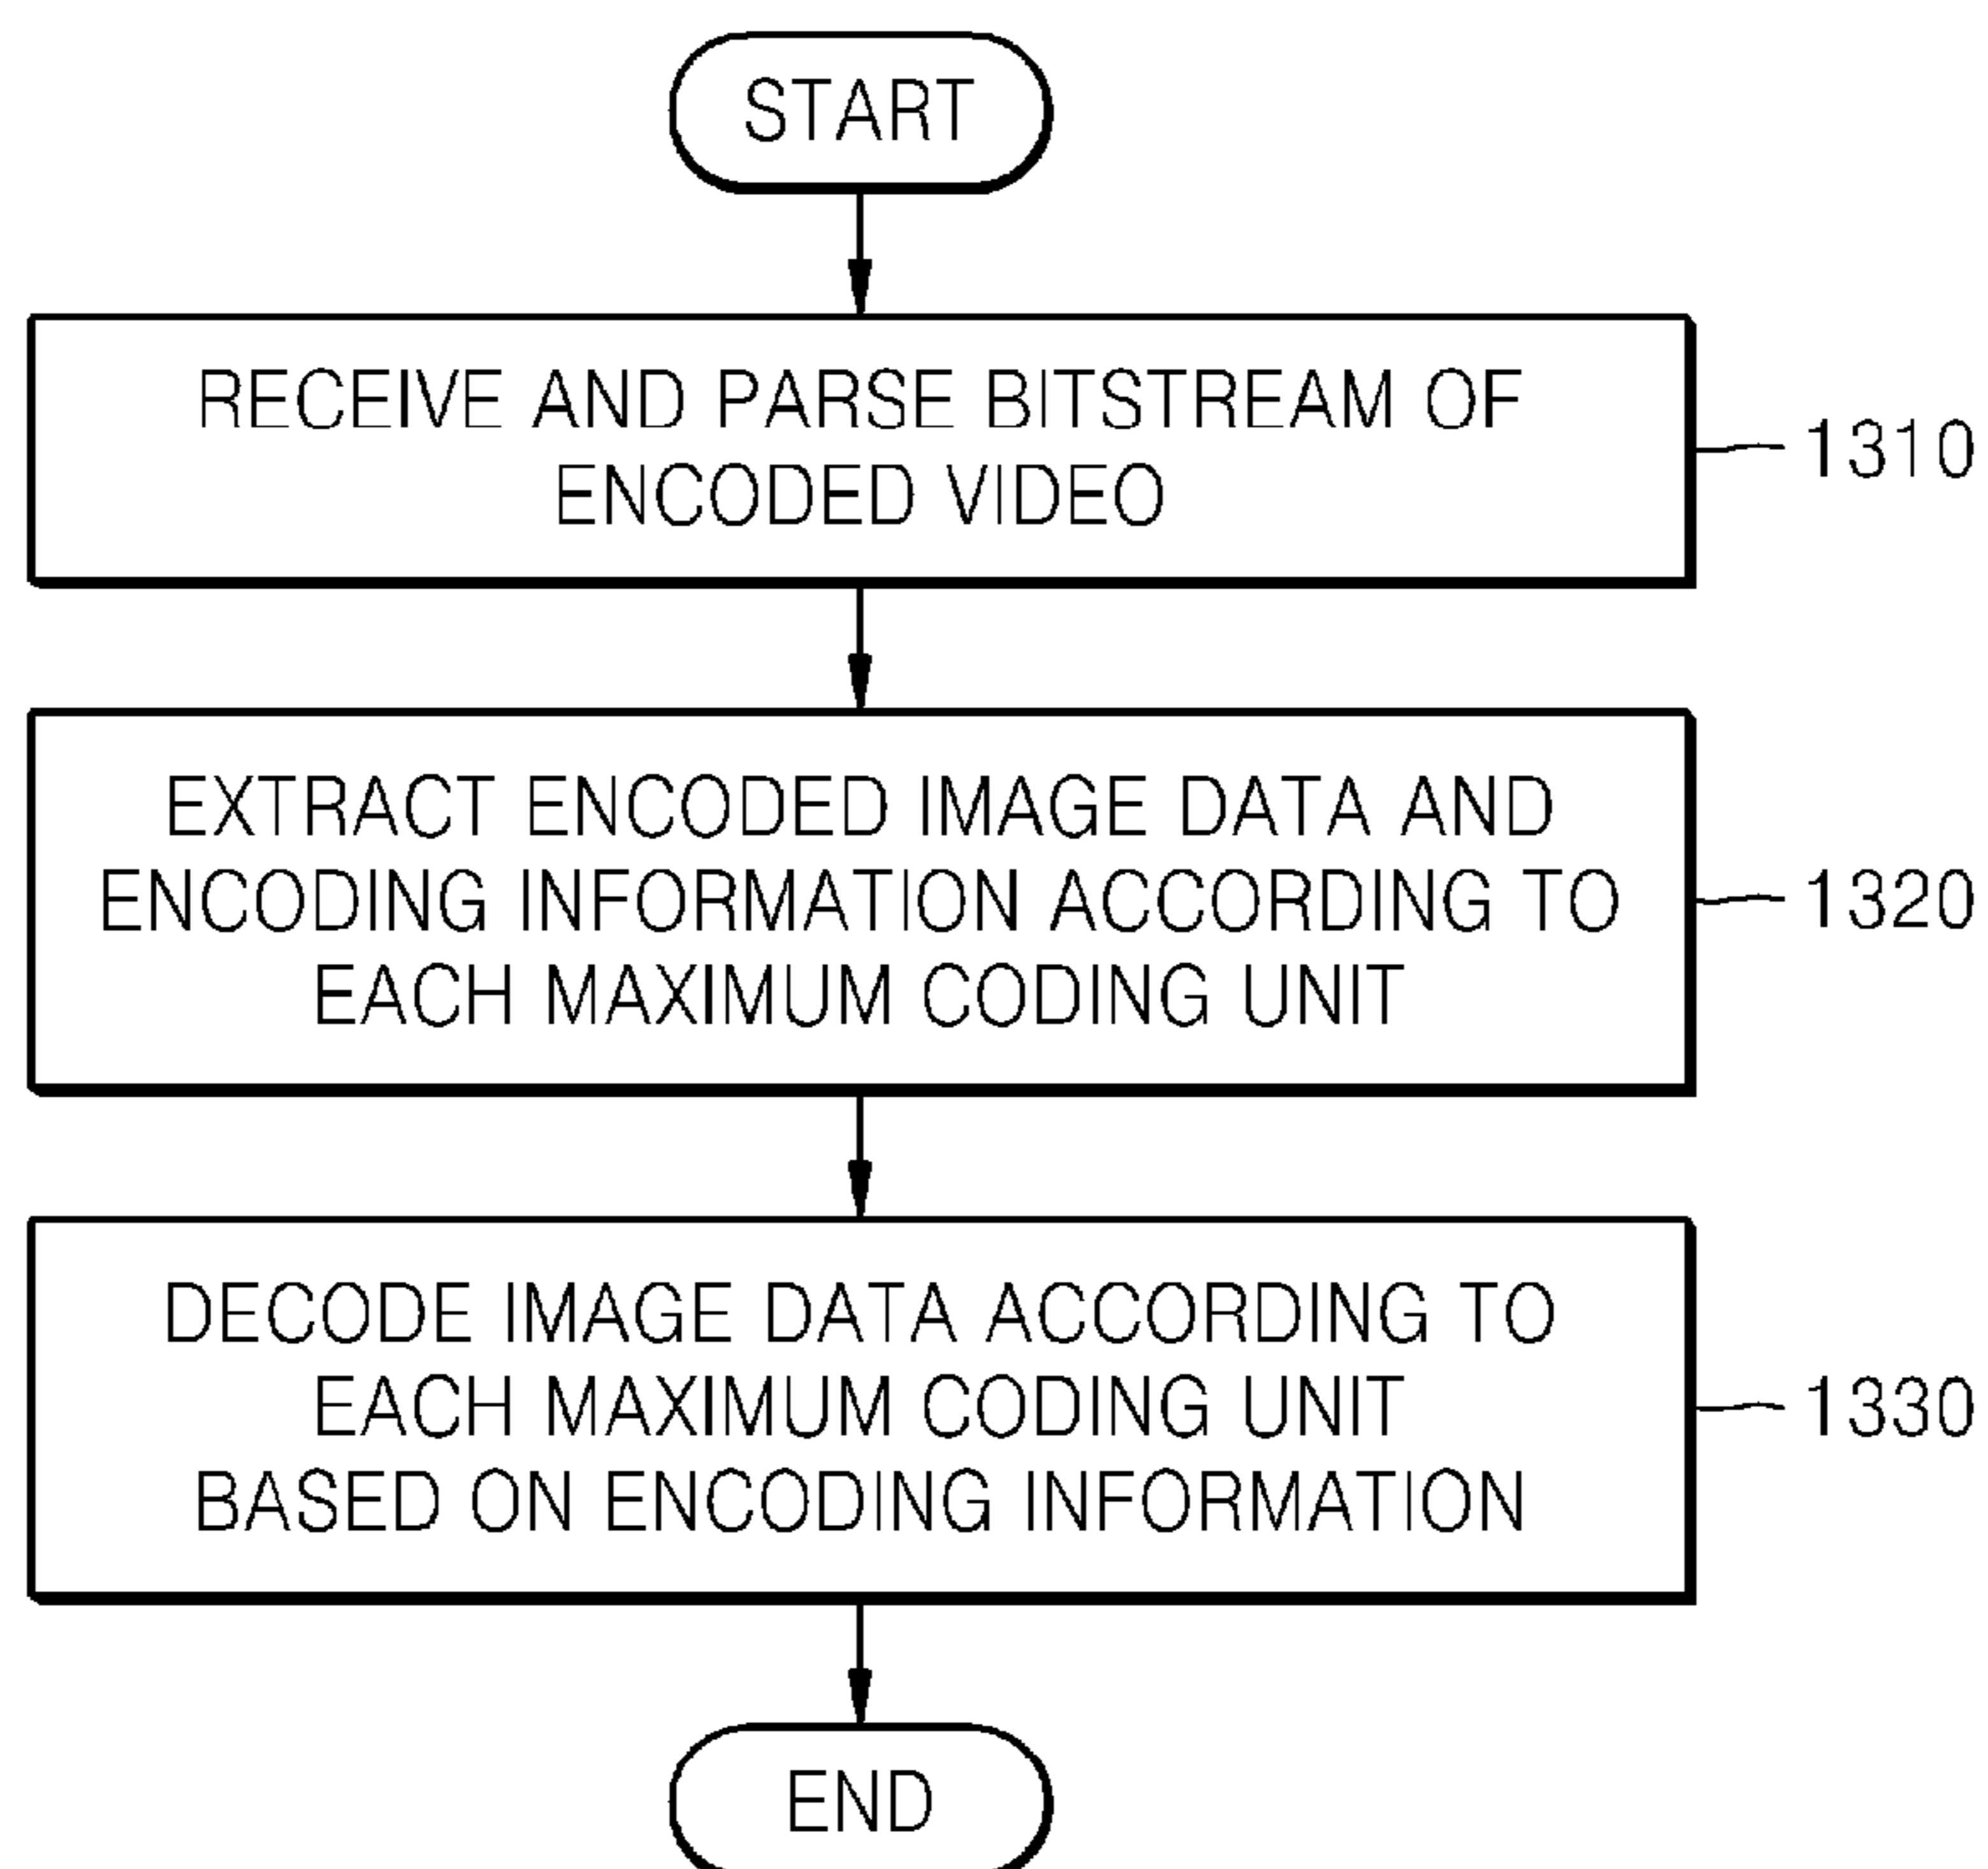 START
RECEIVE AND PARSE BITSTREAM OF
ENCODED VIDEO
1310
EXTRACT ENCODED IMAGE DATA AND
ENCODING INFORMATION ACCORDING TO
EACH MAXIMUM CODING UNIT
1320
DECODE IMAGE DATA ACCORDING TO
EACH MAXIMUM CODING UNIT
BASED ON ENCODING INFORMATION
1330
END